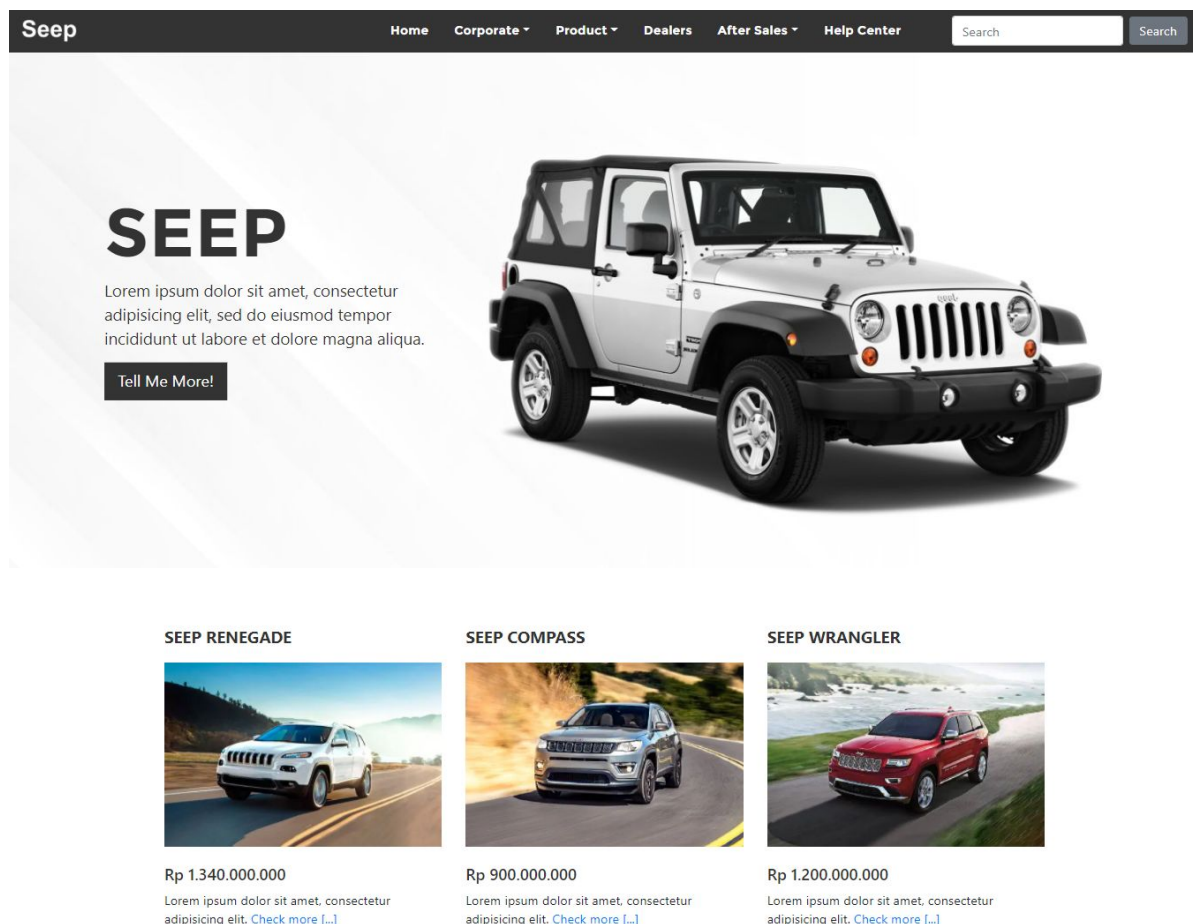 Seep
Home Corporate Product Dealers After Sales Help Center Search Search
SEEP
Lorem ipsum dolor sit amet, consectetur
adipisicing elit, sed do eiusmod tempor
incididunt ut labore et dolore magna aliqua.
Tell Me More!
Jeep
SEEP RENEGADE
SEEP COMPASS
SEEP WRANGLER
Rp 1.340.000.000
Lorem ipsum dolor sit amet, consectetur
adipisicing elit. Check more [...]
Rp 900.000.000
Lorem ipsum dolor sit amet, consectetur
adipisicing elit. Check more [...]
Rp 1.200.000.000
Lorem ipsum dolor sit amet, consectetur
adipisicing elit. Check more [...]